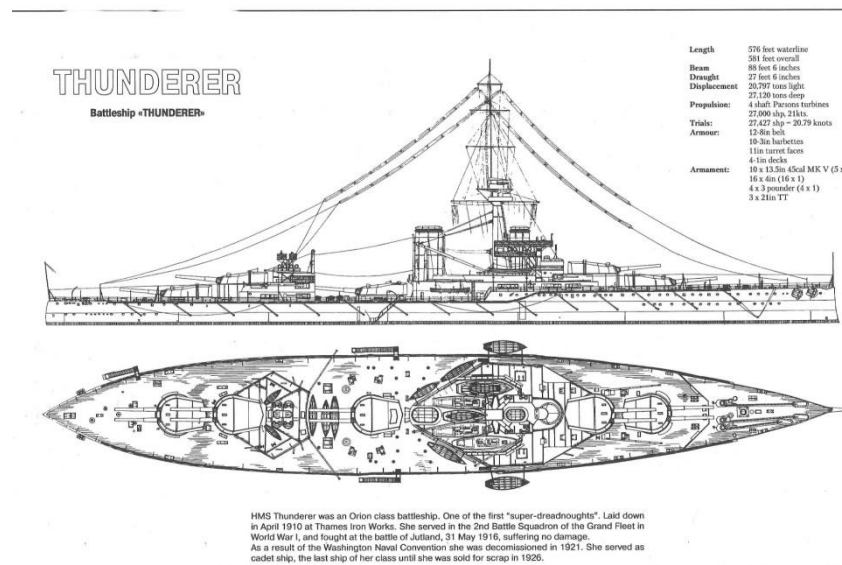 THUNDERER
Battleship «THUNDERER»
Length 576 feet waterline
581 feet overall
Beam 88 feet 6 inches
Draught 27 feet 6 inches
Displacement 20,797 tons light
27,120 tons deep
Propulsion: 4 shaft Parsons turbines
27,000 shp, 21kts.
Trials: 27,427 shp = 20.79 knots
Armour: 12-8in belt
10-3in barbettes
11in turret faces
4-1in decks
Armament: 10 x 13.5in 45cal MK V (5 x
16 x 4in (16 x 1)
4 x 3 pounder (4 x 1)
3 x 21in TT
HMS Thunderer was an Orion class battleship. One of the first "super-dreadnoughts". Laid down
in April 1910 at Thames Iron Works. She served in the 2nd Battle Squadron of the Grand Fleet in
World War I, and fought at the battle of Jutland, 31 May 1916, suffering no damage.
As a result of the Washington Naval Convention she was decomissioned in 1921. She served as
cadet ship, the last ship of her class until she was sold for scrap in 1926.